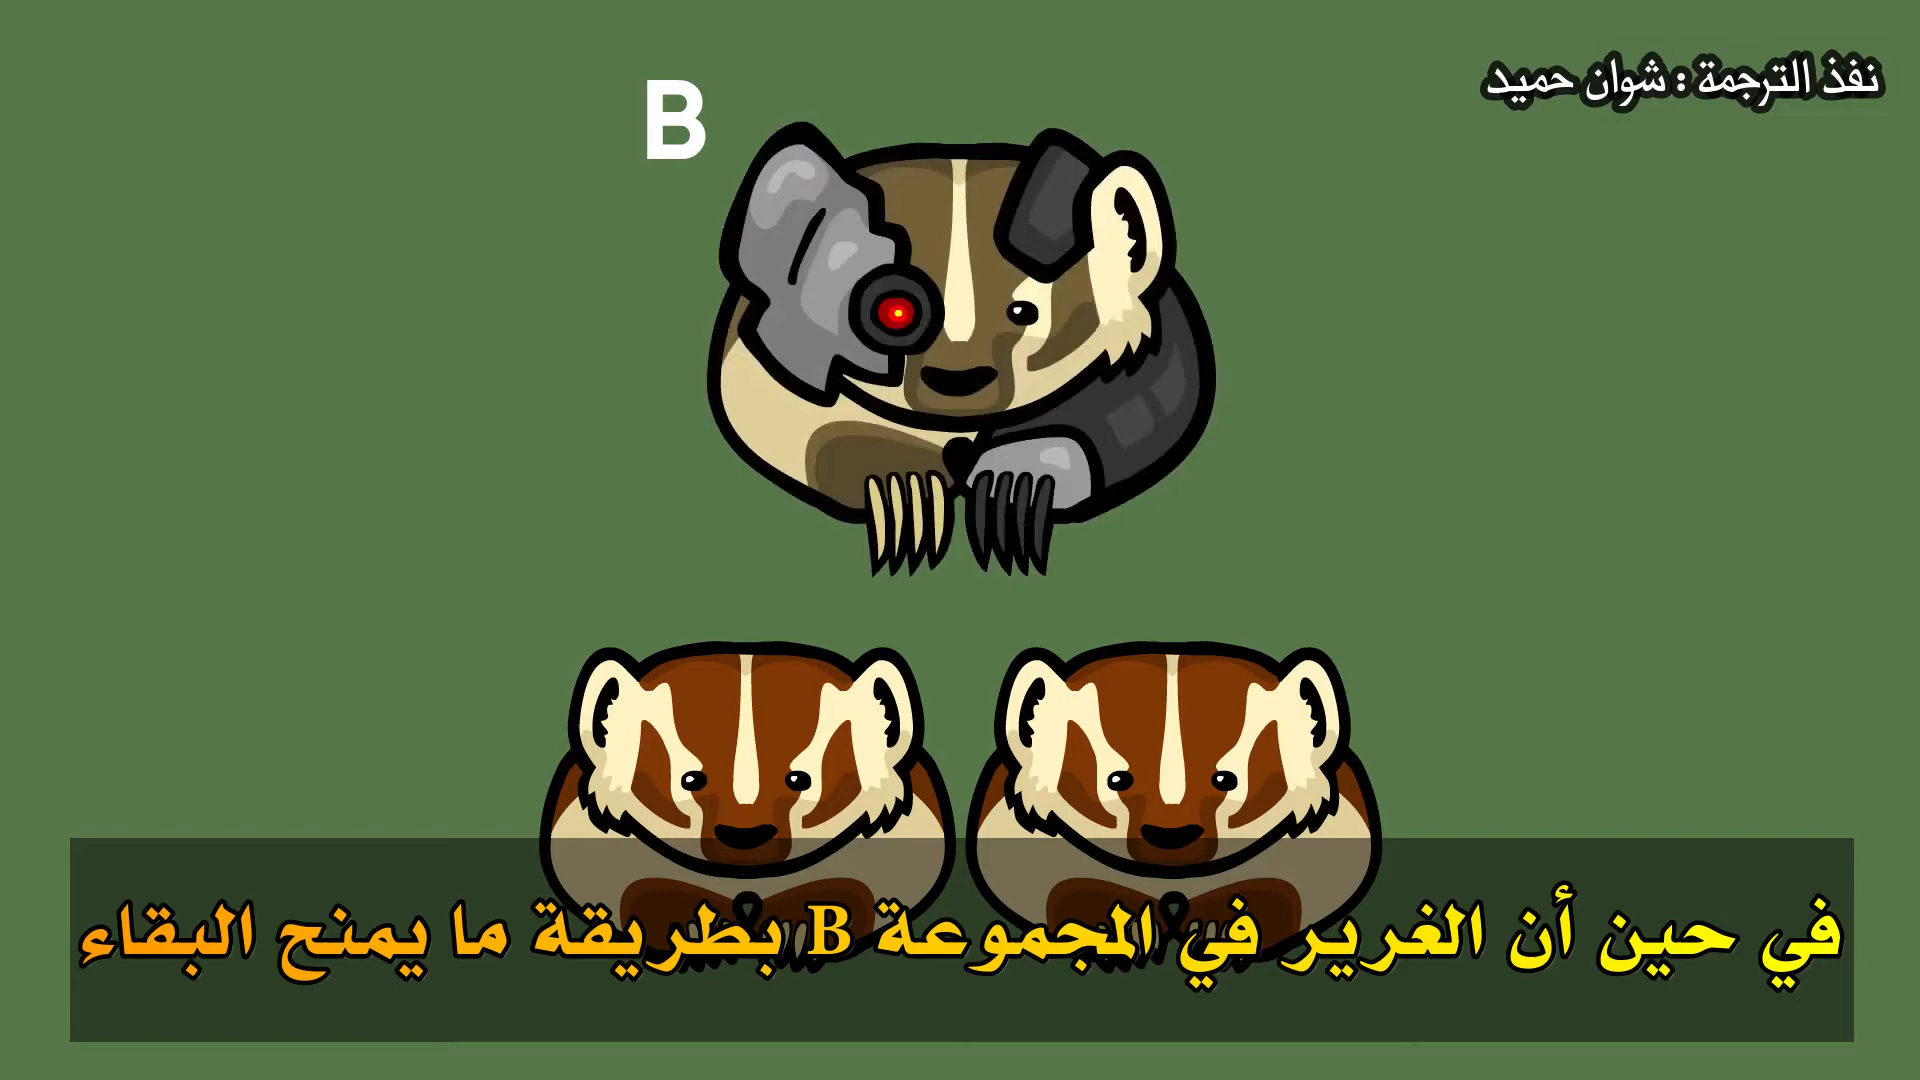 نفذ الترجمة : شوان حميد
B
في حين أن الغرير في المجموعة B بطريقة ما يمنح البقاء